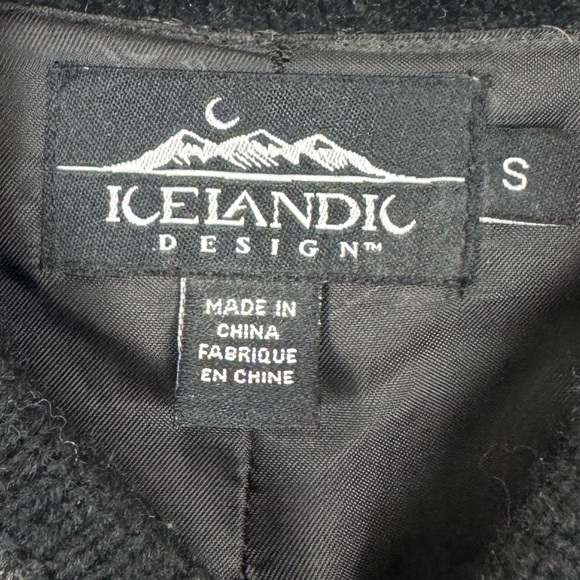 ICELANDIC
DESIGN™
S
MADE IN
CHINA
FABRIQUE
EN CHINE